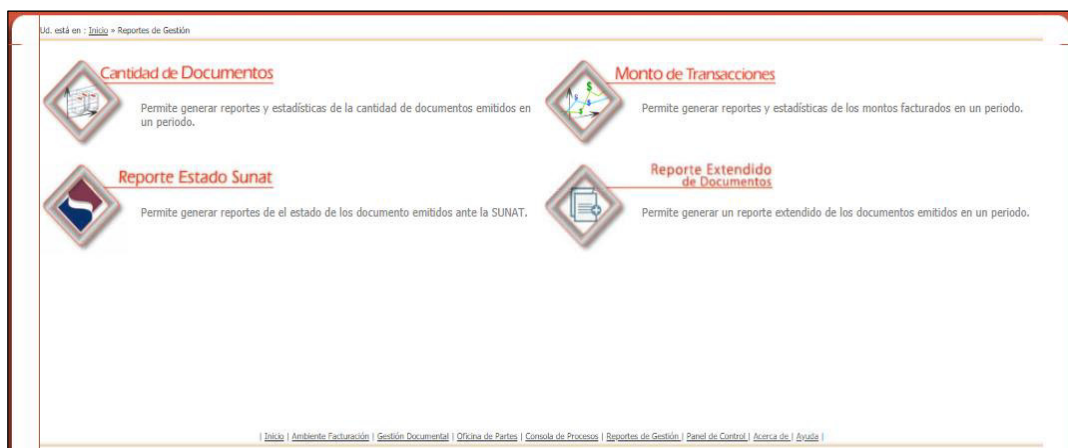 Ud. está en : Inicio » Reportes de Gestión
Cantidad de Documentos
Permite generar reportes y estadísticas de la cantidad de documentos emitidos en
un periodo.
Monto de Transacciones
Permite generar reportes y estadísticas de los montos facturados en un periodo.
Reporte Estado Sunat
Permite generar reportes de el estado de los documento emitidos ante la SUNAT.
Reporte Extendido
de Documentos
Permite generar un reporte extendido de los documentos emitidos en un periodo.
| Inicio | Ambiente Facturación | Gestión Documental | Oficina de Partes | Consola de Procesos | Reportes de Gestión | Panel de Control | Acerca de | Ayuda |